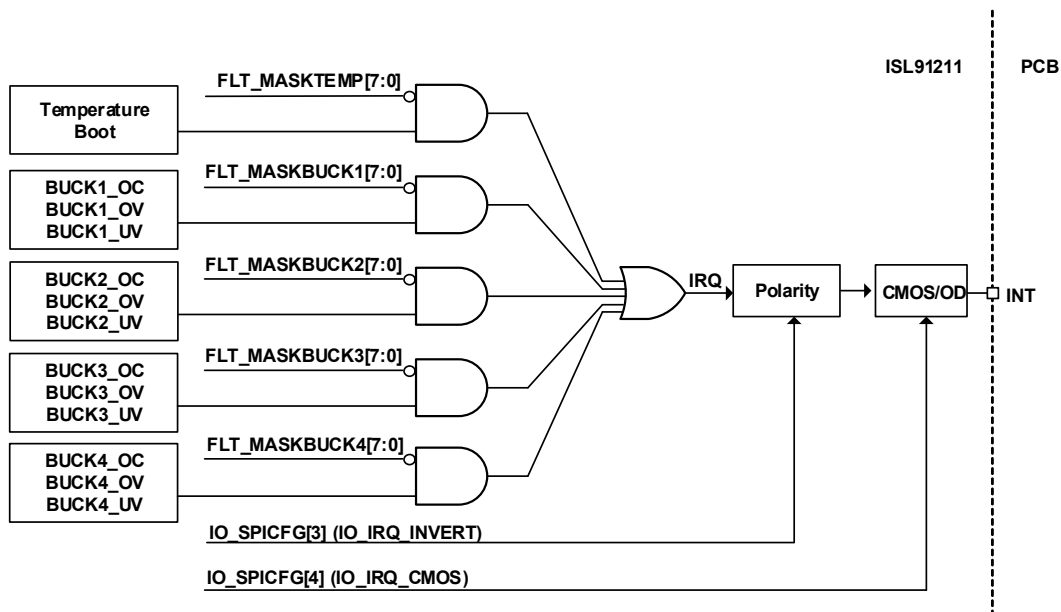 ISL91211
PCB
FLT_MASKTEMP[7:0]
Temperature
Boot
FLT_MASKBUCK1[7:0]
BUCK1_OC
BUCK1_OV
BUCK1_UV
FLT_MASKBUCK2[7:0]
BUCK2_OC
BUCK2_OV
BUCK2_UV
IRQ
Polarity
CMOS/OD
INT
FLT_MASKBUCK3[7:0]
BUCK3_OC
BUCK3_OV
BUCK3_UV
FLT_MASKBUCK4[7:0]
BUCK4_OC
BUCK4_OV
BUCK4_UV
IO_SPICFG[3] (IO_IRQ_INVERT)
IO_SPICFG[4] (IO_IRQ_CMOS)